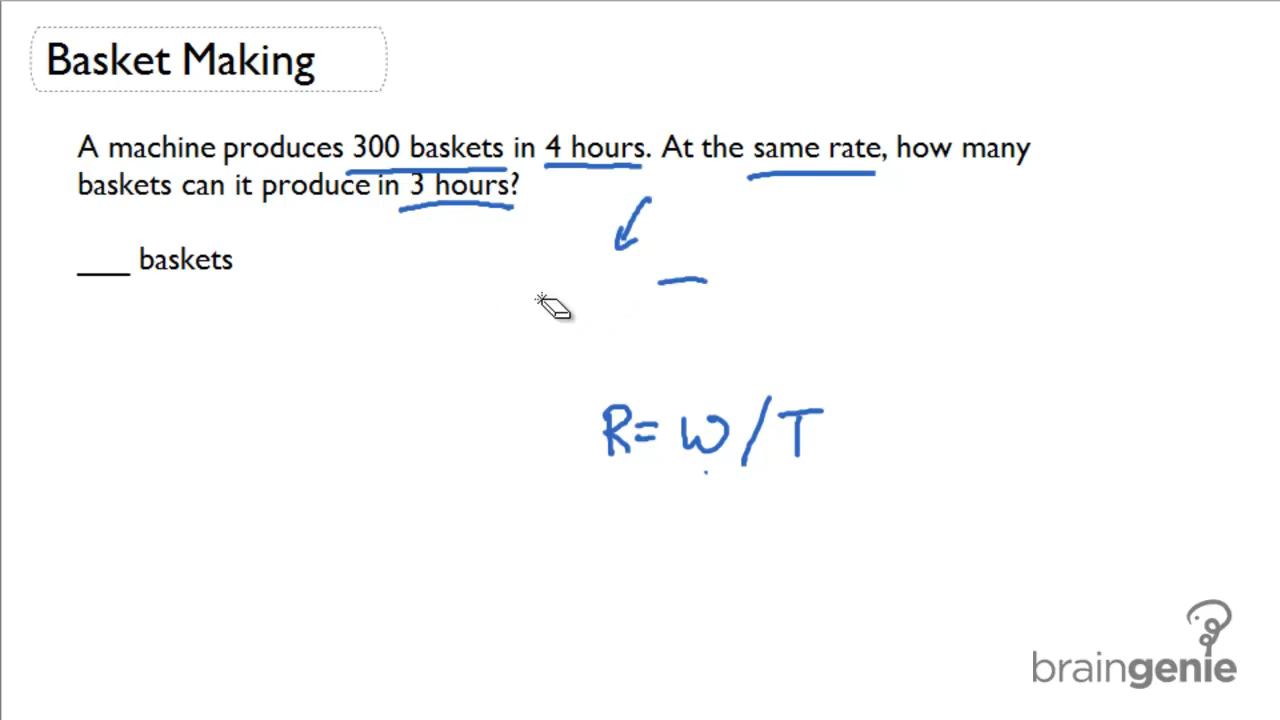 Basket Making
A machine produces 300 baskets in 4 hours. At the same rate, how many
baskets can it produce in 3 hours?
___ baskets
R= W/T
braingenie